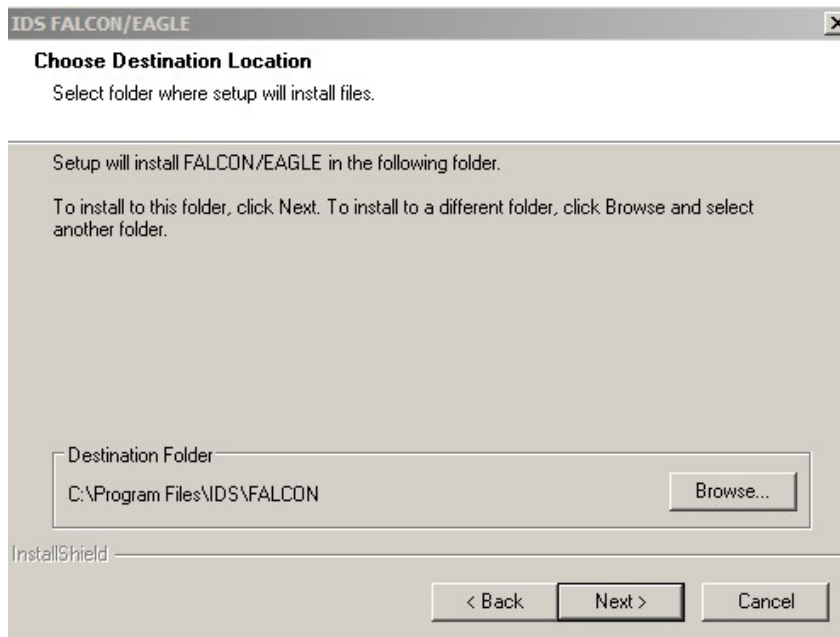 IDS FALCON/EAGLE
Choose Destination Location
Select folder where setup will install files.
Setup will install FALCON/EAGLE in the following folder.
To install to this folder, click Next. To install to a different folder, click Browse and select
another folder.
Destination Folder
C:\Program Files\IDS\FALCON
Browse...
InstallShield
< Back
Next >
Cancel